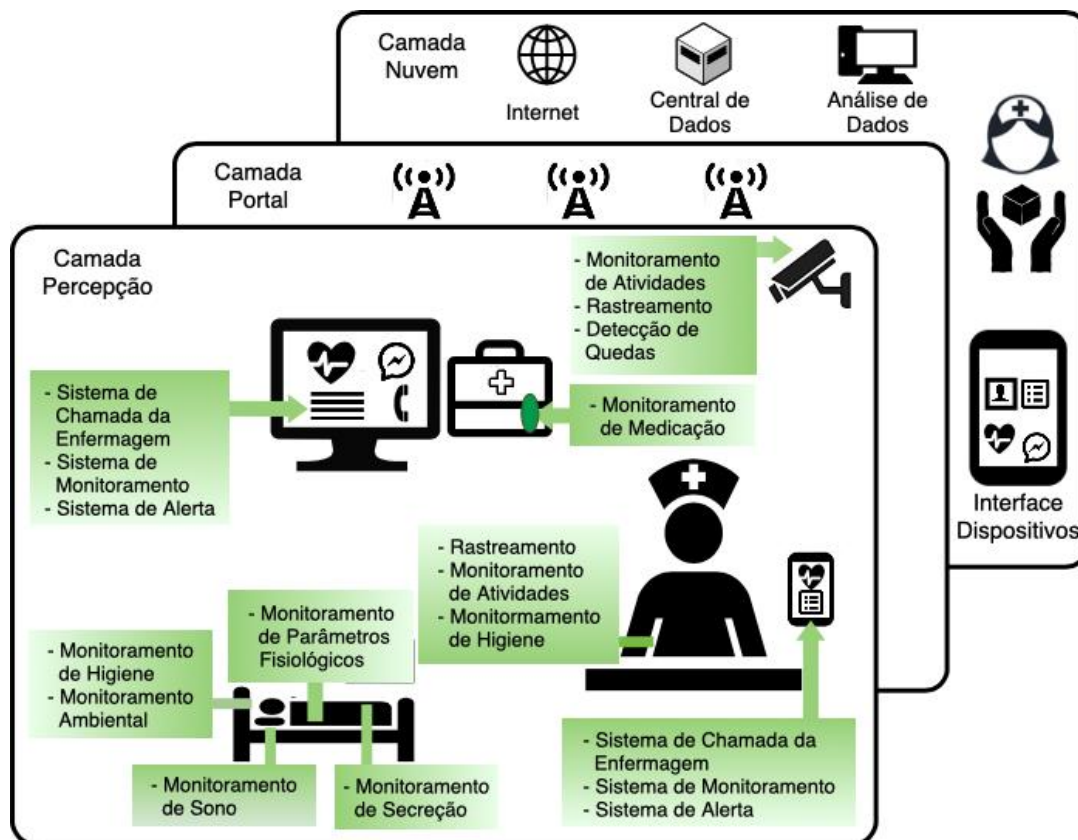 Camada
Nuvem
Internet
Central de
Dados
Análise de
Dados
Camada
Portal
Camada
Percepção
- Monitoramento
de Atividades
- Rastreamento
- Detecção de
Quedas
- Sistema de
Chamada da
Enfermagem
- Sistema de
Monitoramento
- Sistema de Alerta
- Monitoramento
de Medicação
Interface
Dispositivos
- Rastreamento
- Monitoramento
de Atividades
- Monitormamento
de Higiene
- Monitoramento
de Parâmetros
Fisiológicos
- Monitoramento
de Higiene
- Monitoramento
Ambiental
- Monitoramento
de Sono
- Monitoramento
de Secreção
- Sistema de Chamada da
Enfermagem
- Sistema de Monitoramento
- Sistema de Alerta